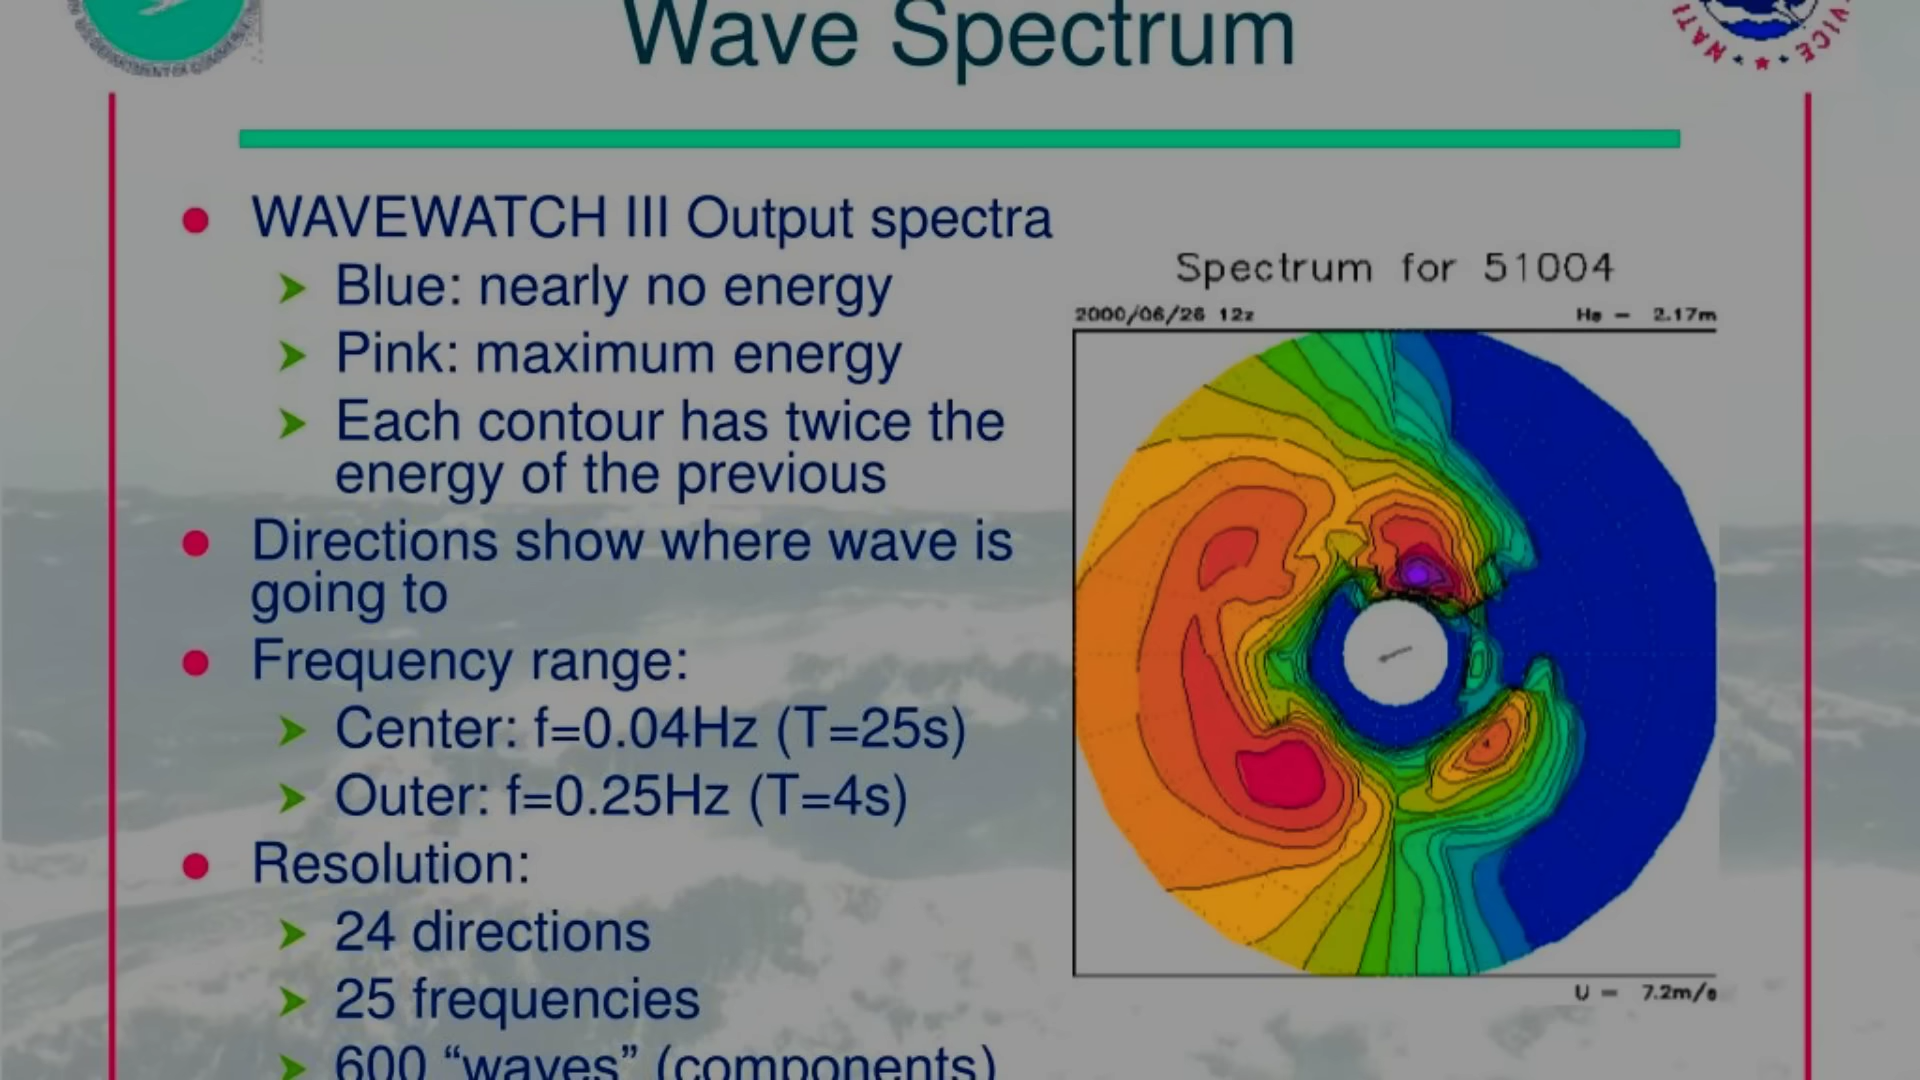 Wave Spectrum
NATI
RVICE
WAVEWATCH III Output spectra
Blue: nearly no energy
Pink: maximum energy
Each contour has twice the
energy of the previous
Directions show where wave is
going to
Frequency range:
Center: f=0.04Hz (T=25s)
Outer: f=0.25Hz (T=4s)
Resolution:
24 directions
25 frequencies
600 “waves” (components)
Spectrum for 51004
2000/06/26 12z Hs = 2.17m
U = 7.2m/s